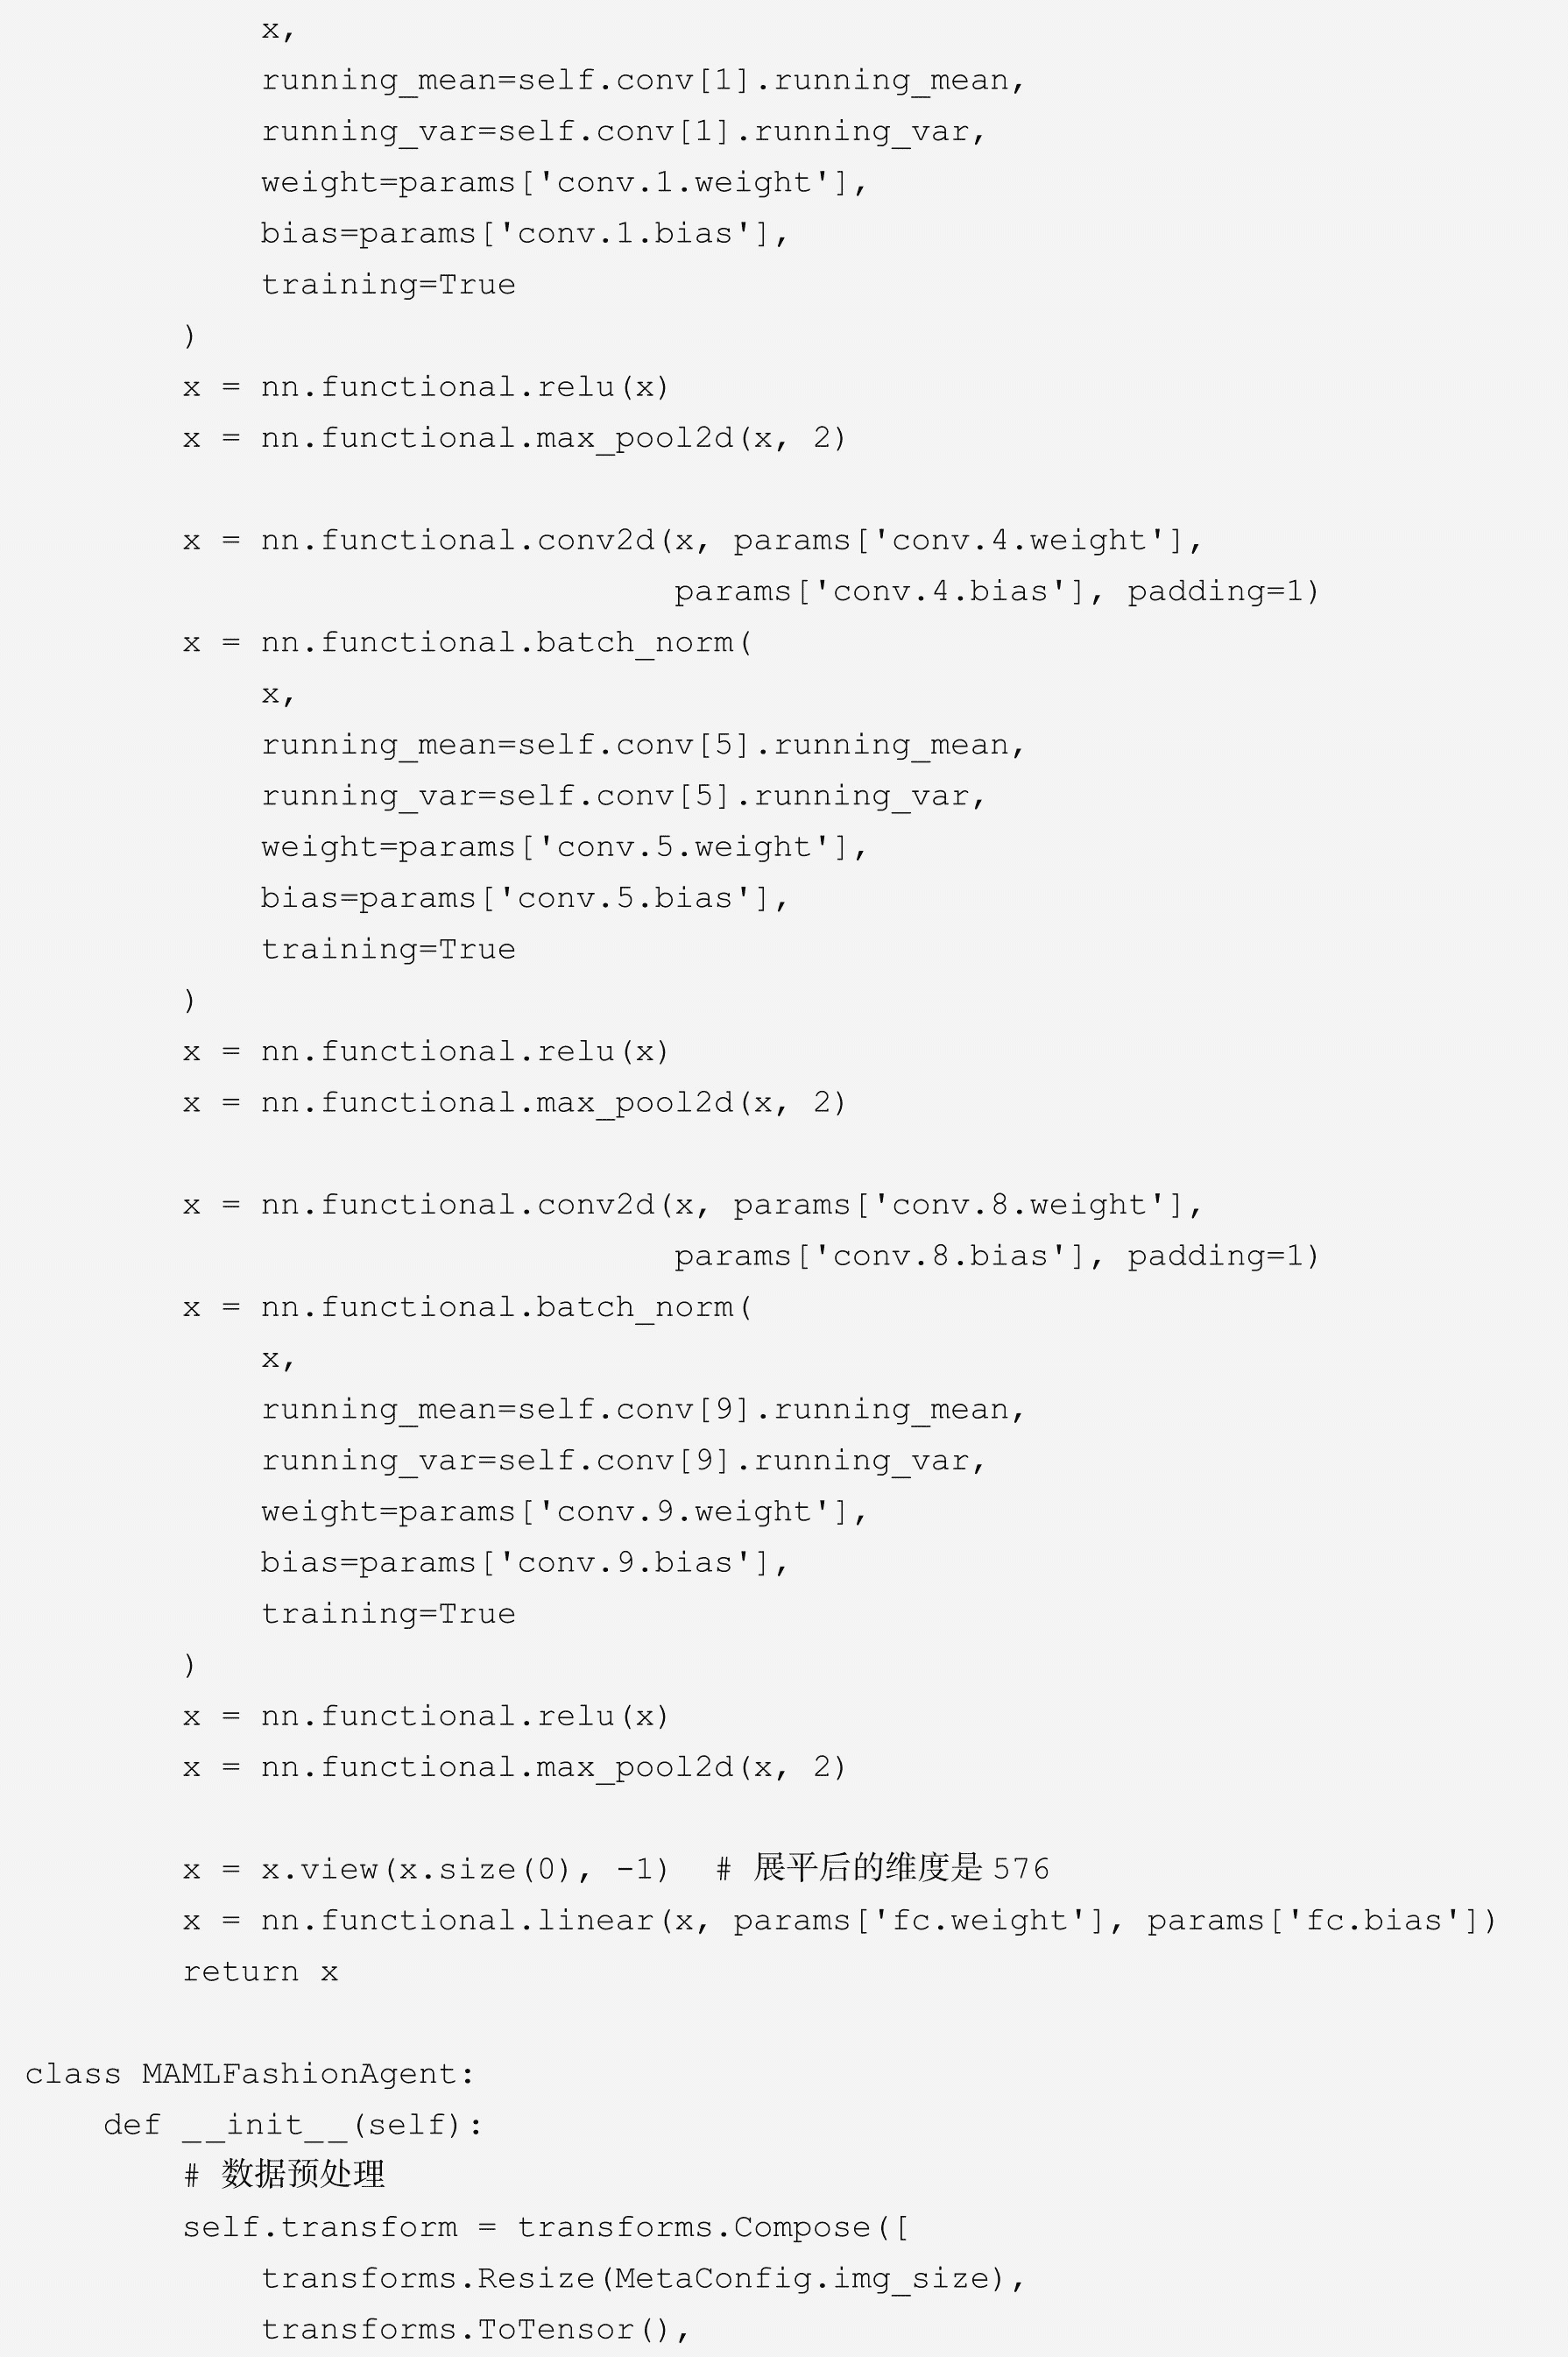 x,
            running_mean=self.conv[1].running_mean,
            running_var=self.conv[1].running_var,
            weight=params['conv.1.weight'],
            bias=params['conv.1.bias'],
            training=True
        )
        x = nn.functional.relu(x)
        x = nn.functional.max_pool2d(x, 2)

        x = nn.functional.conv2d(x, params['conv.4.weight'],
                                 params['conv.4.bias'], padding=1)
        x = nn.functional.batch_norm(
            x,
            running_mean=self.conv[5].running_mean,
            running_var=self.conv[5].running_var,
            weight=params['conv.5.weight'],
            bias=params['conv.5.bias'],
            training=True
        )
        x = nn.functional.relu(x)
        x = nn.functional.max_pool2d(x, 2)

        x = nn.functional.conv2d(x, params['conv.8.weight'],
                                 params['conv.8.bias'], padding=1)
        x = nn.functional.batch_norm(
            x,
            running_mean=self.conv[9].running_mean,
            running_var=self.conv[9].running_var,
            weight=params['conv.9.weight'],
            bias=params['conv.9.bias'],
            training=True
        )
        x = nn.functional.relu(x)
        x = nn.functional.max_pool2d(x, 2)

        x = x.view(x.size(0), -1)  # 展平后的维度是576
        x = nn.functional.linear(x, params['fc.weight'], params['fc.bias'])
        return x

class MAMLFashionAgent:
    def __init__(self):
        # 数据预处理
        self.transform = transforms.Compose([
            transforms.Resize(MetaConfig.img_size),
            transforms.ToTensor(),